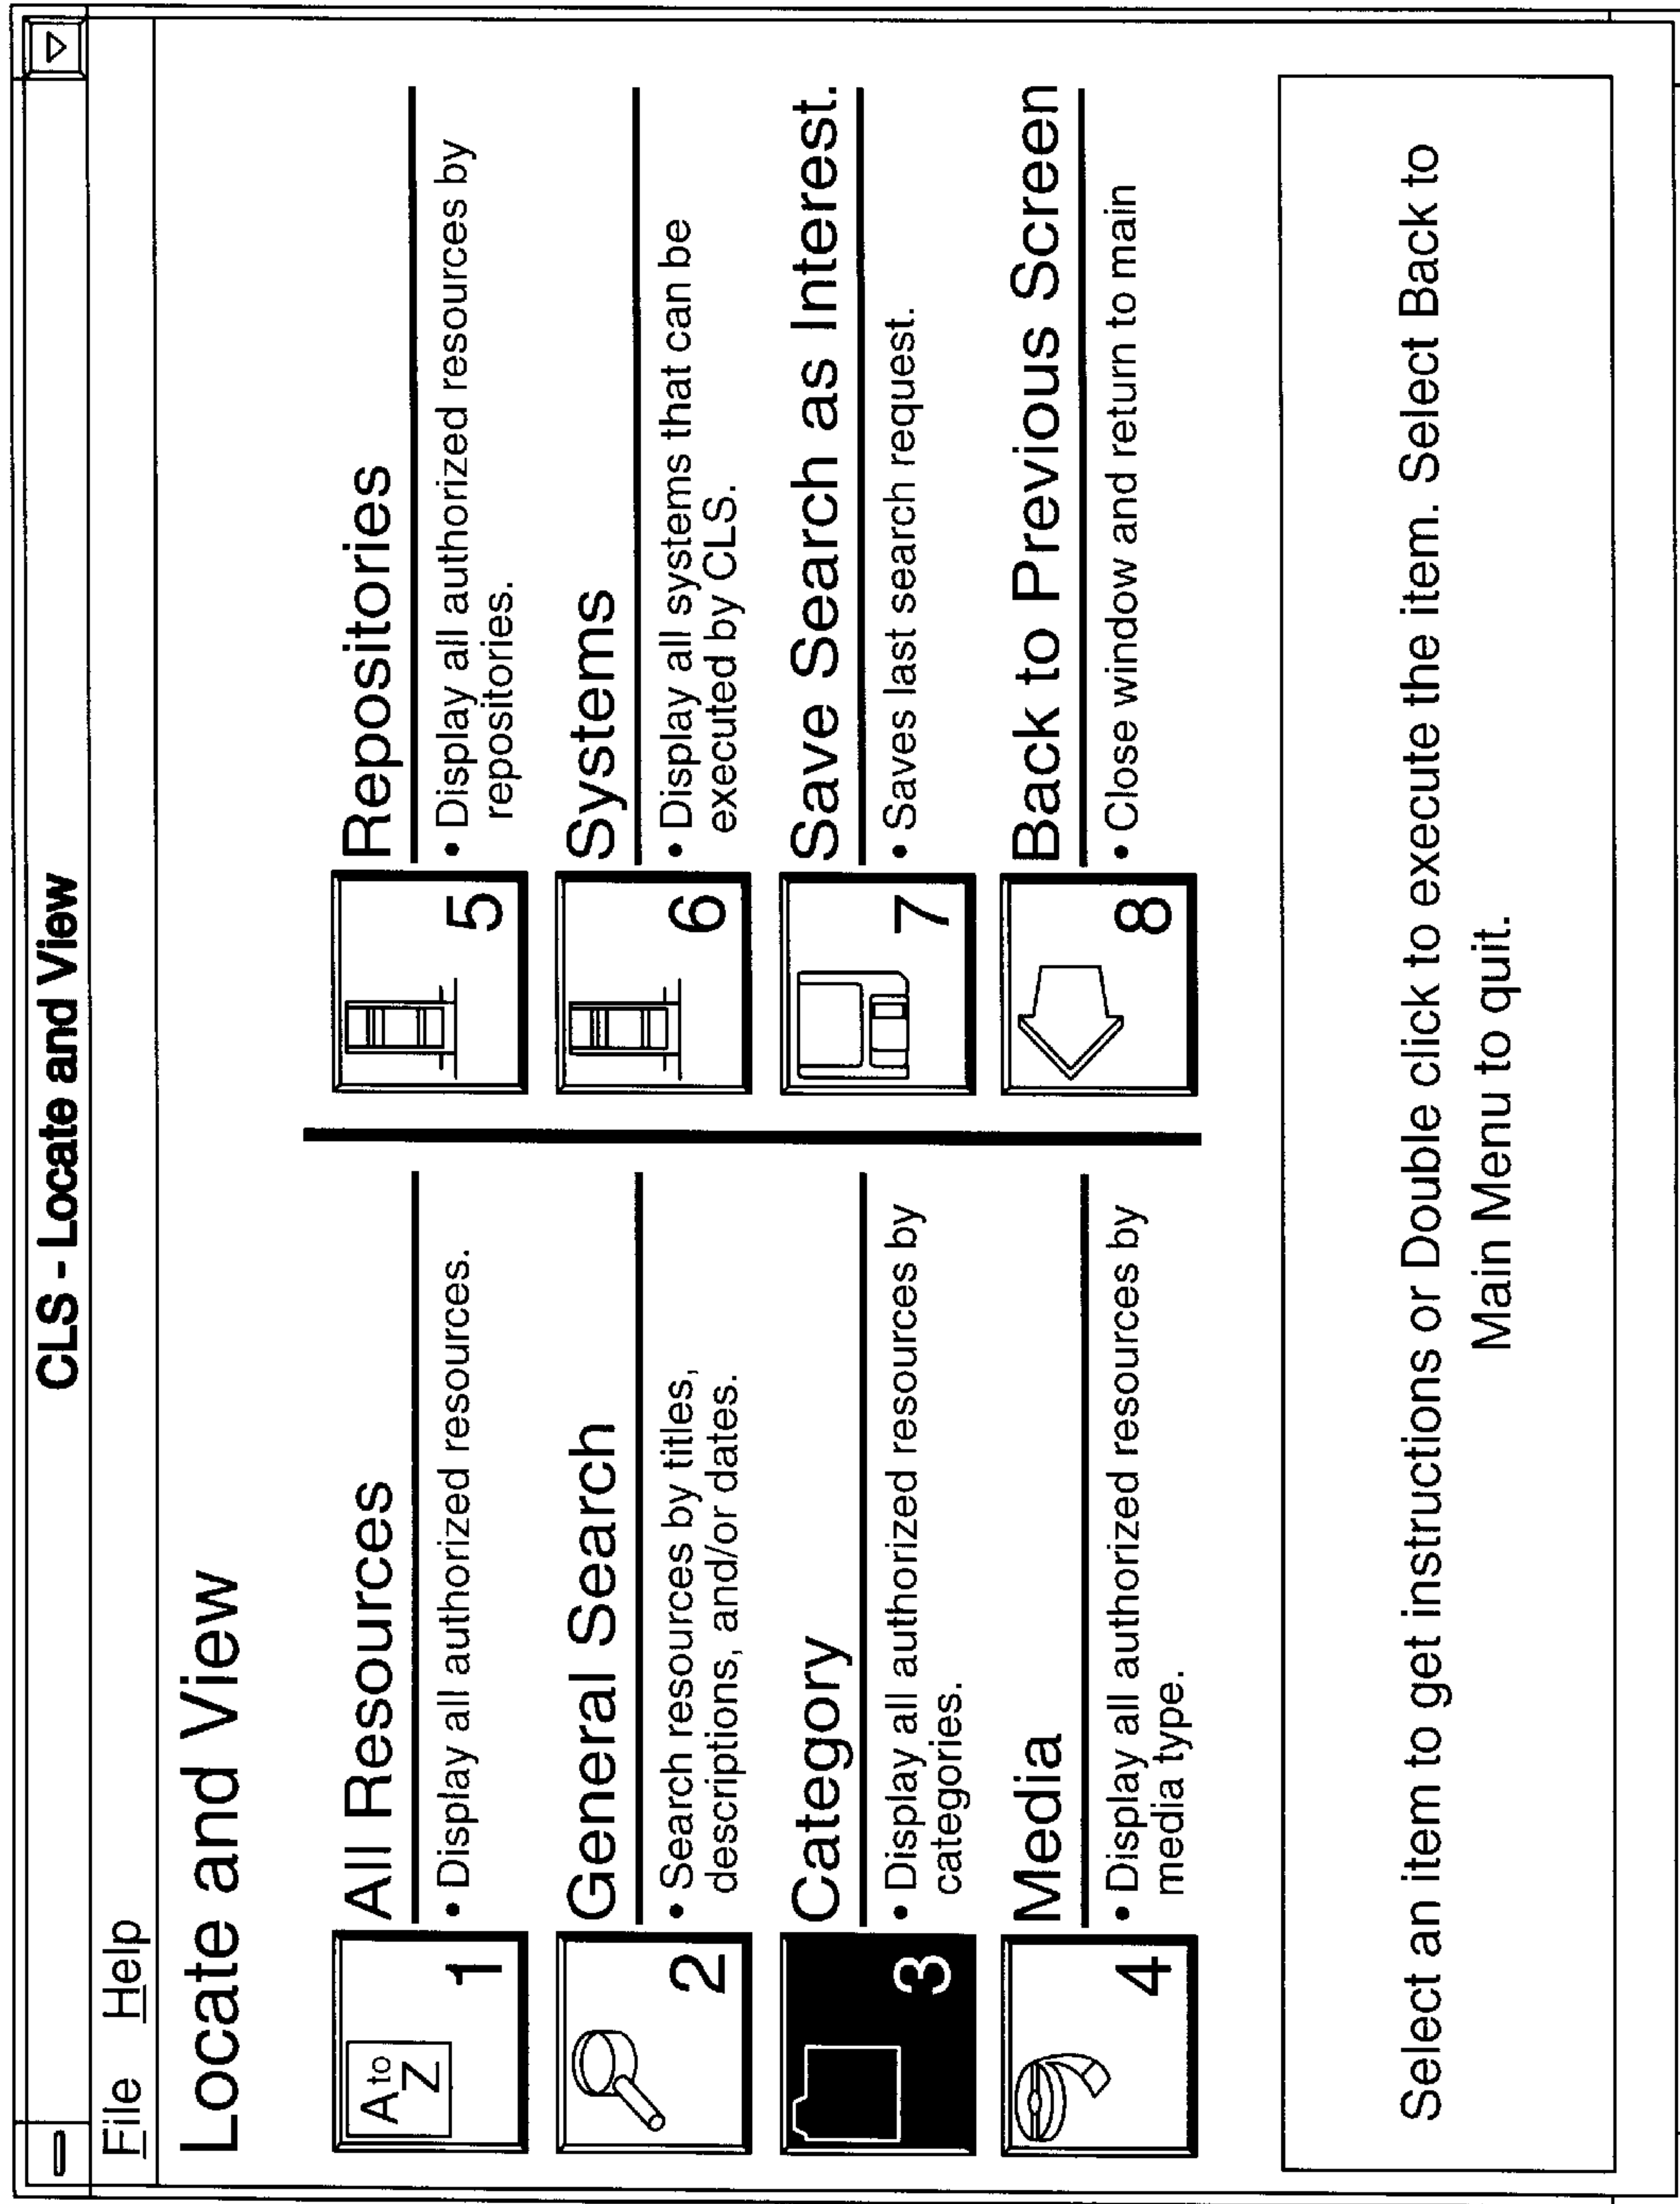 CLS - Locate and View
File Help
Locate and View
A to
Z
1
All Resources
• Display all authorized resources.
2
General Search
• Search resources by titles,
descriptions, and/or dates.
3
Category
• Display all authorized resources by
categories.
4
Media
• Display all authorized resources by
media type.
5
Repositories
• Display all authorized resources by
repositories.
6
Systems
• Display all systems that can be
executed by CLS.
7
Save Search as Interest.
• Saves last search request.
8
Back to Previous Screen
• Close window and return to main
Select an item to get instructions or Double click to execute the item. Select Back to
Main Menu to quit.